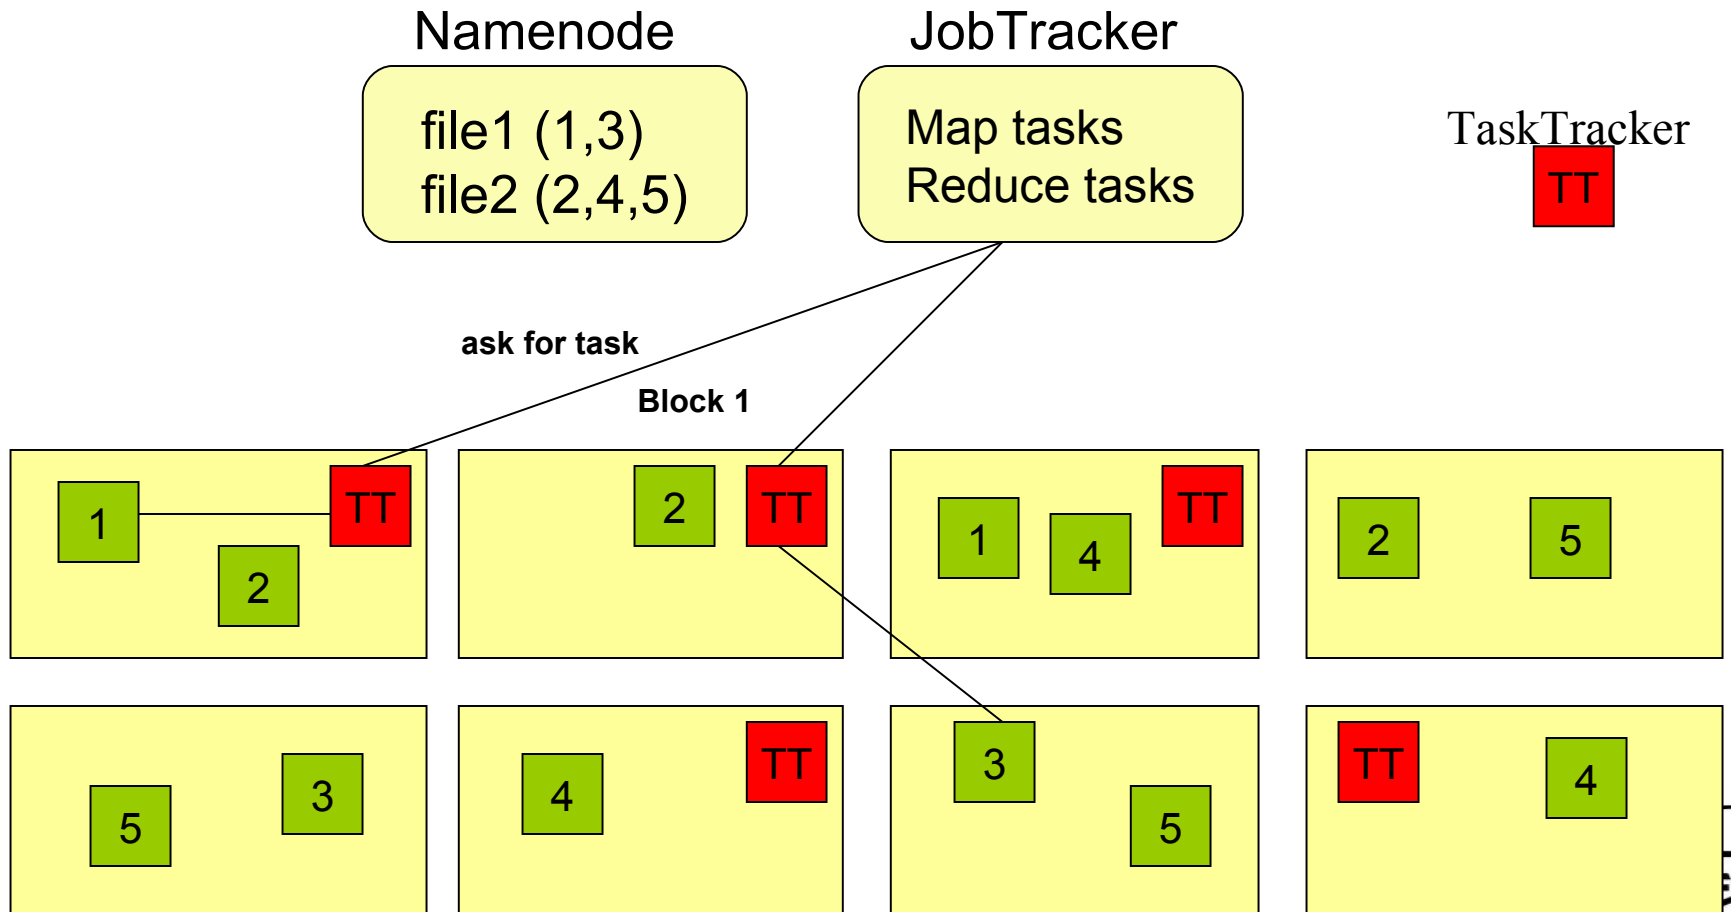 Namenode
JobTracker
file1 (1,3)
file2 (2,4,5)
Map tasks
Reduce tasks
TaskTracker
TT
ask for task
Block 1
1
2
TT
2
TT
1
4
TT
2
5
5
3
4
TT
3
5
TT
4